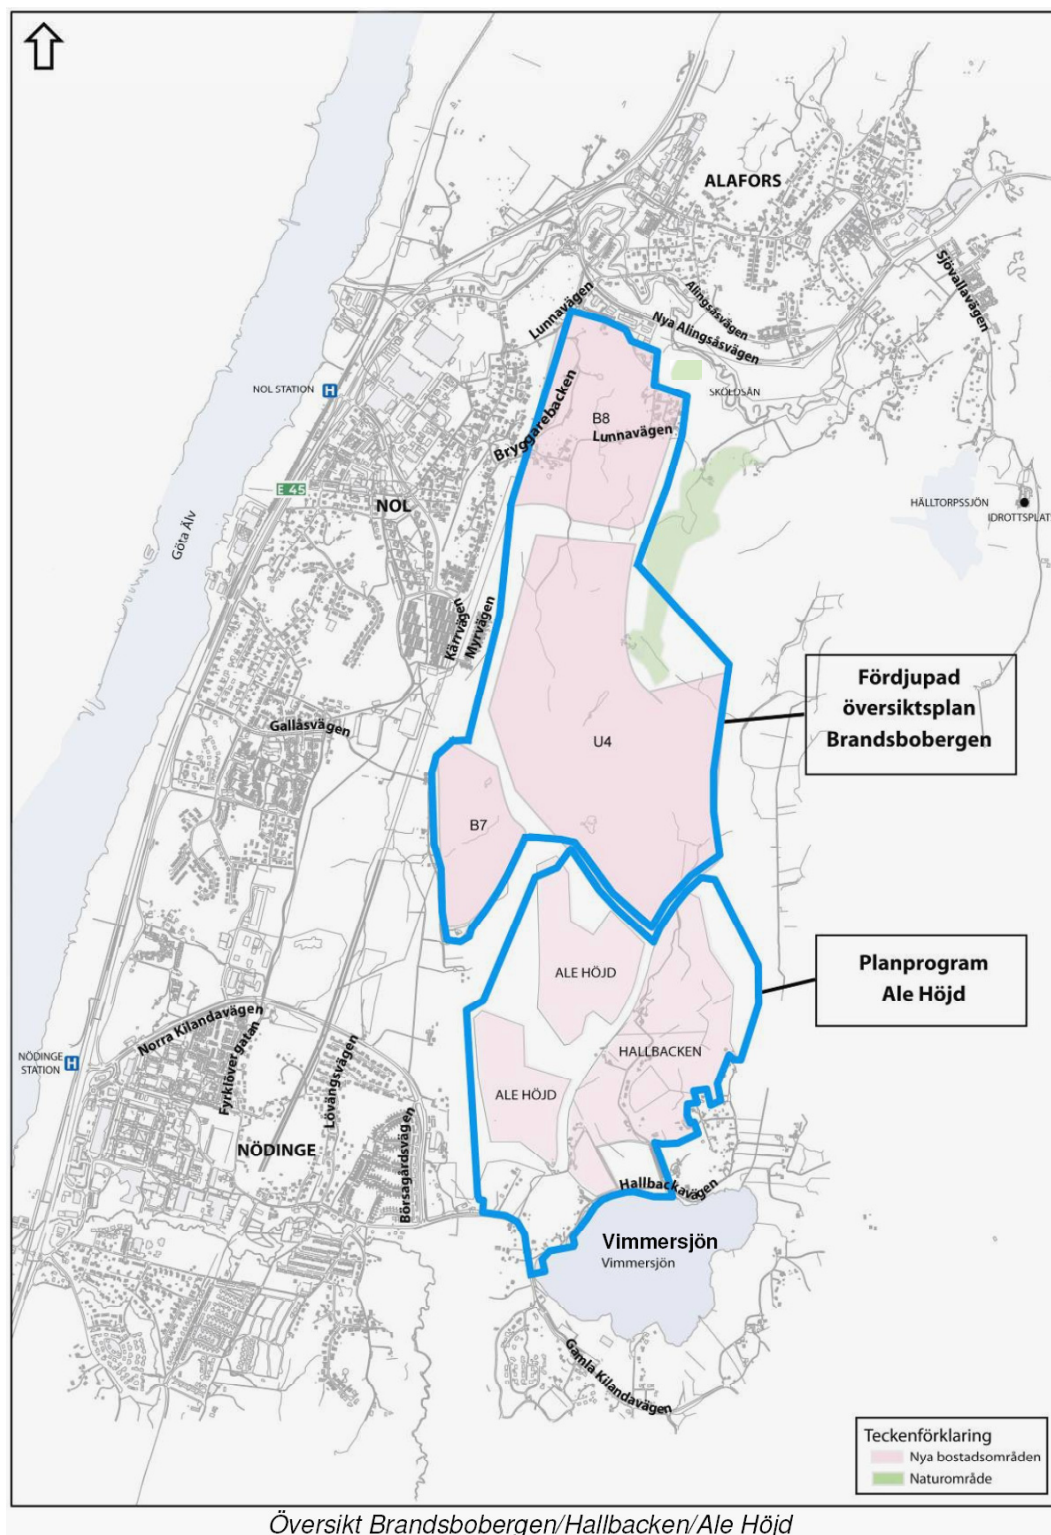 ALAFORS
Sjövallavägen
Lunnavägen
Alingsåsvägen
Nya Alingsåsvägen
NOL STATION H
SKÖLDSÅN
Bryggarebacken
B8
Lunnavägen
E 45
NOL
HÄLLTORPSSJÖN
IDROTTSPLAT
Göta Älv
Kärrvägen
Myrvägen
Fördjupad
översiktsplan
Brandsbobergen
Gallåsvägen
U4
B7
Planprogram
Ale Höjd
ALE HÖJD
Norra Kilandavägen
Fyrklövergatan
Lövängsvägen
HALLBACKEN
NÖDINGE
STATION H
ALE HÖJD
Börsagårdsvägen
NÖDINGE
Hallbackavägen
Vimmersjön
Vimmersjön
Gamla Kilandavägen
Teckenförklaring
Nya bostadsområden
Naturområde
Översikt Brandsbobergen/Hallbacken/Ale Höjd